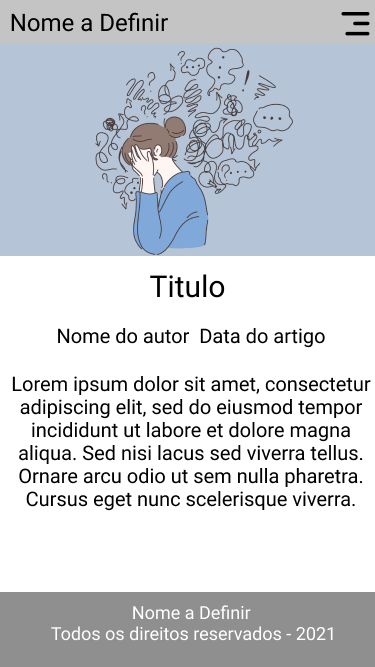 Nome a Definir
Titulo
Nome do autor  Data do artigo
Lorem ipsum dolor sit amet, consectetur
adipiscing elit, sed do eiusmod tempor
incididunt ut labore et dolore magna
aliqua. Sed nisi lacus sed viverra tellus.
Ornare arcu odio ut sem nulla pharetra.
Cursus eget nunc scelerisque viverra.
Nome a Definir
Todos os direitos reservados - 2021